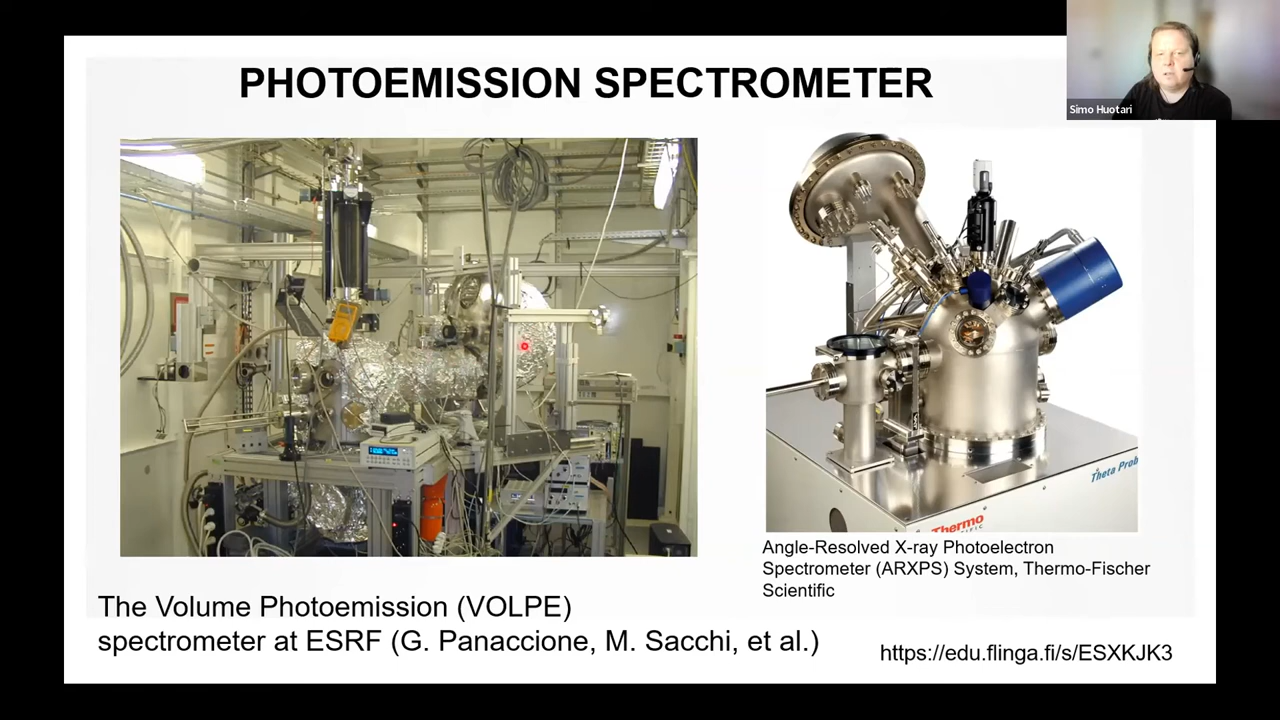 PHOTOEMISSION SPECTROMETER
Simo Huotari
Theta Prob
Thermo
Angle-Resolved X-ray Photoelectron
Spectrometer (ARXPS) System, Thermo-Fischer
Scientific
The Volume Photoemission (VOLPE)
spectrometer at ESRF (G. Panaccione, M. Sacchi, et al.)
https://edu.flinga.fi/s/ESXKJK3